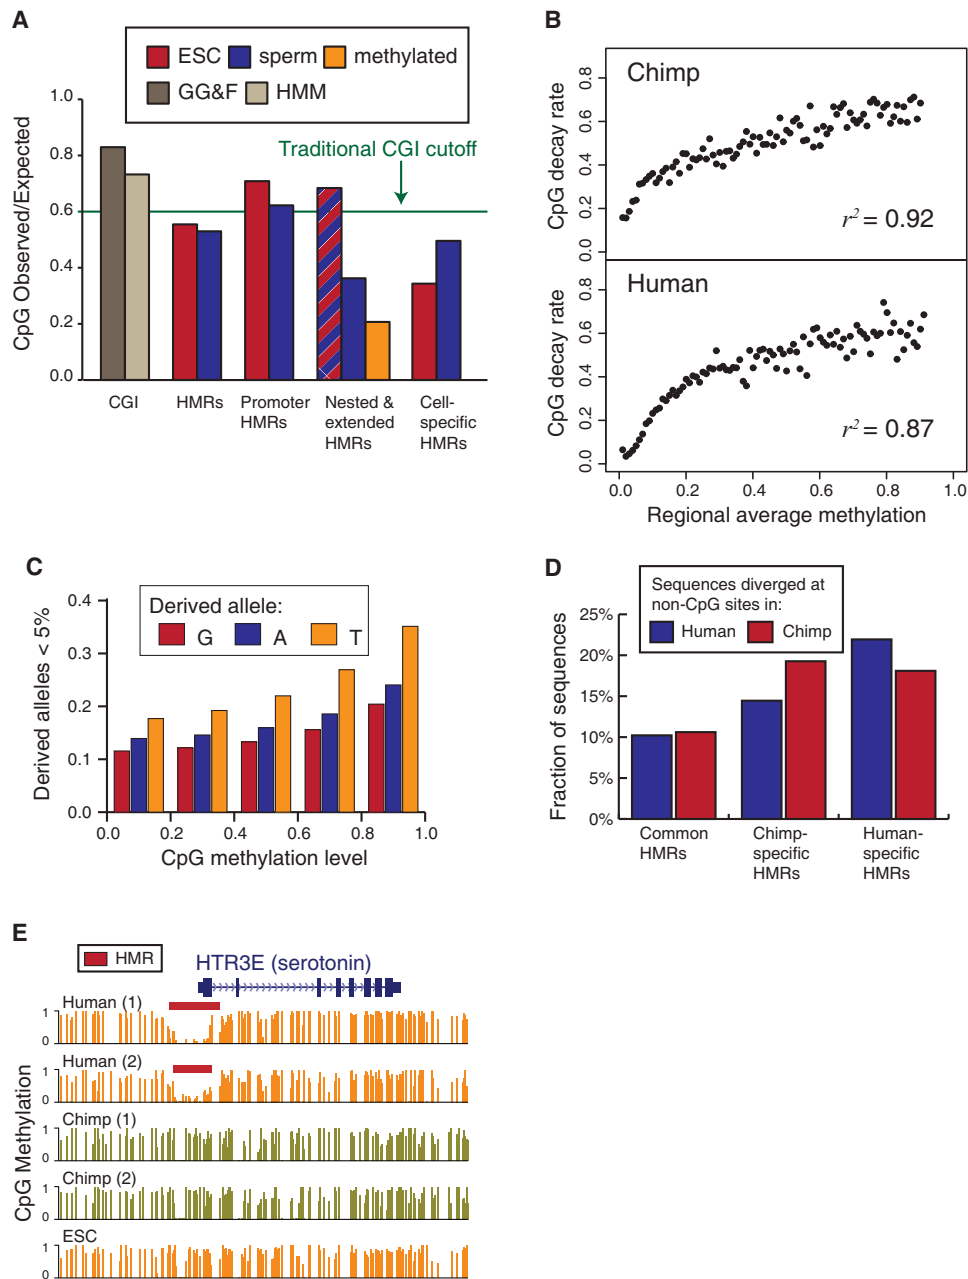 A
ESC sperm methylated
GG&F HMM
CpG Observed/Expected
1.0
0.8
0.6
0.4
0.2
0.0
Traditional CGI cutoff
CGI
HMRs
Promoter
HMRs
Nested &
extended
HMRs
Cell-
specific
HMRs
B
Chimp
CpG decay rate
0.8
0.6
0.4
0.2
0.0
r² = 0.92
Human
CpG decay rate
0.8
0.6
0.4
0.2
0.0
r² = 0.87
0.0 0.2 0.4 0.6 0.8 1.0
Regional average methylation
C
Derived allele:
G A T
Derived alleles < 5%
0.4
0.3
0.2
0.1
0.0
0.0 0.2 0.4 0.6 0.8 1.0
CpG methylation level
D
Sequences diverged at
non-CpG sites in:
Human Chimp
Fraction of sequences
25%
20%
15%
10%
5%
0%
Common
HMRs
Chimp-
specific
HMRs
Human-
specific
HMRs
E
HMR
HTR3E (serotonin)
CpG Methylation
Human (1)
1
0
Human (2)
1
0
Chimp (1)
1
0
Chimp (2)
1
0
ESC
1
0